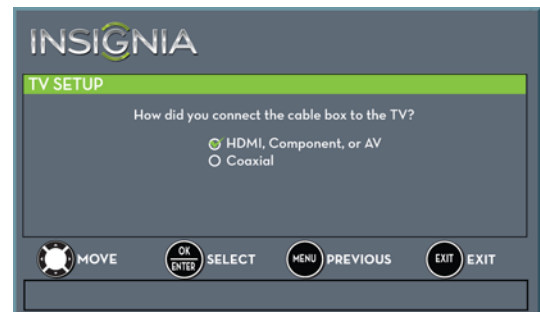 INSIGNIA
TV SETUP
How did you connect the cable box to the TV?
HDMI, Component, or AV
Coaxial
MOVE OK ENTER SELECT MENU PREVIOUS EXIT EXIT